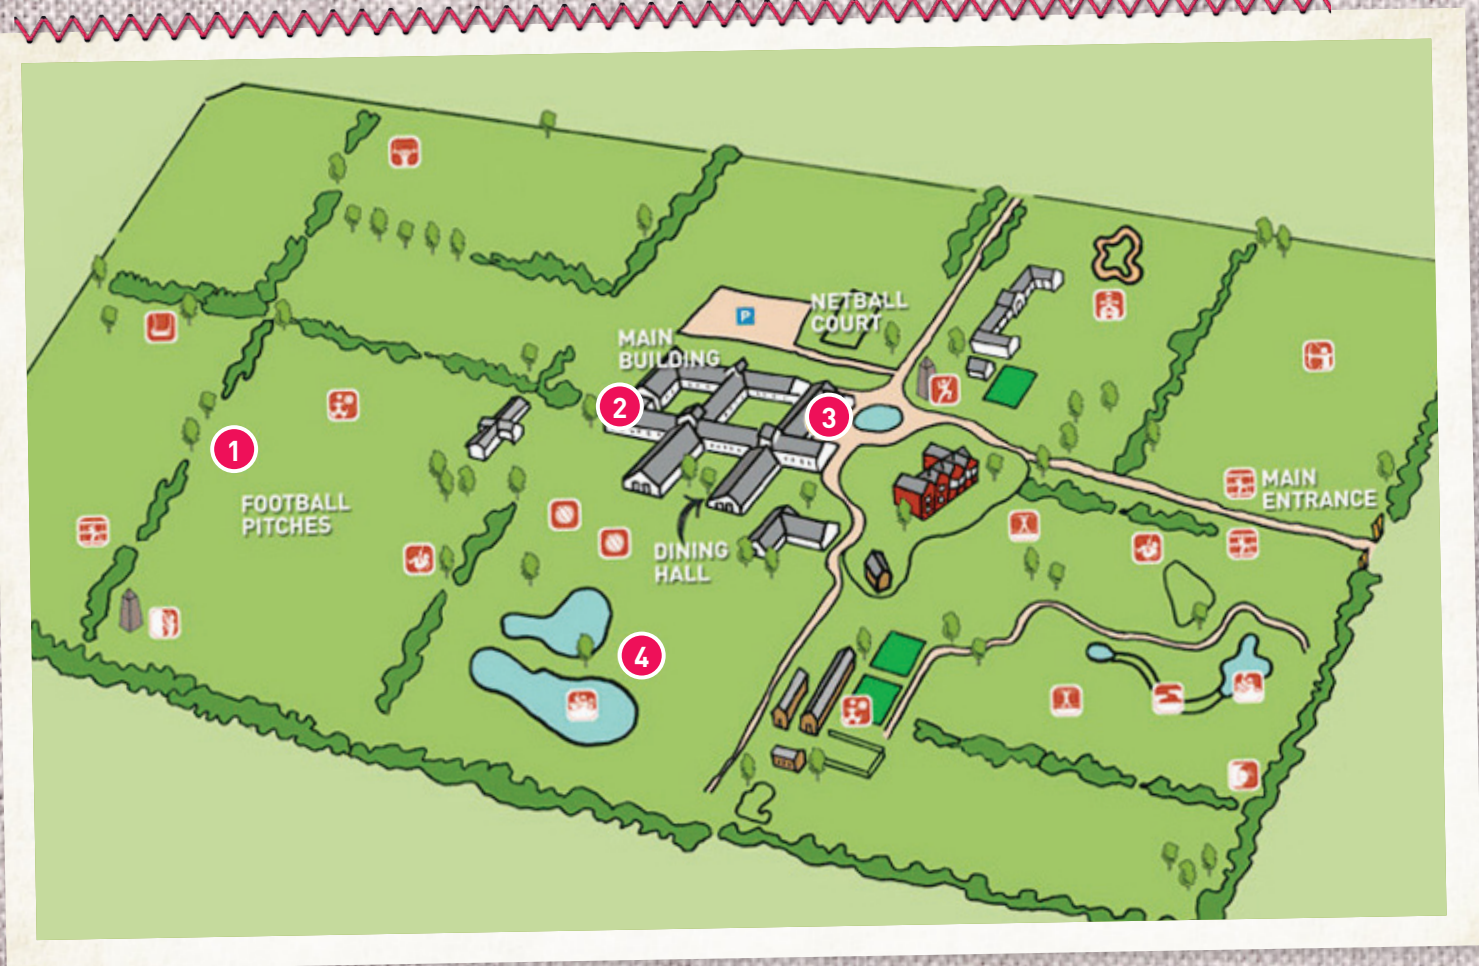 P
NETBALL
COURT
MAIN
BUILDING
2
3
1
MAIN
ENTRANCE
FOOTBALL
PITCHES
DINING
HALL
4